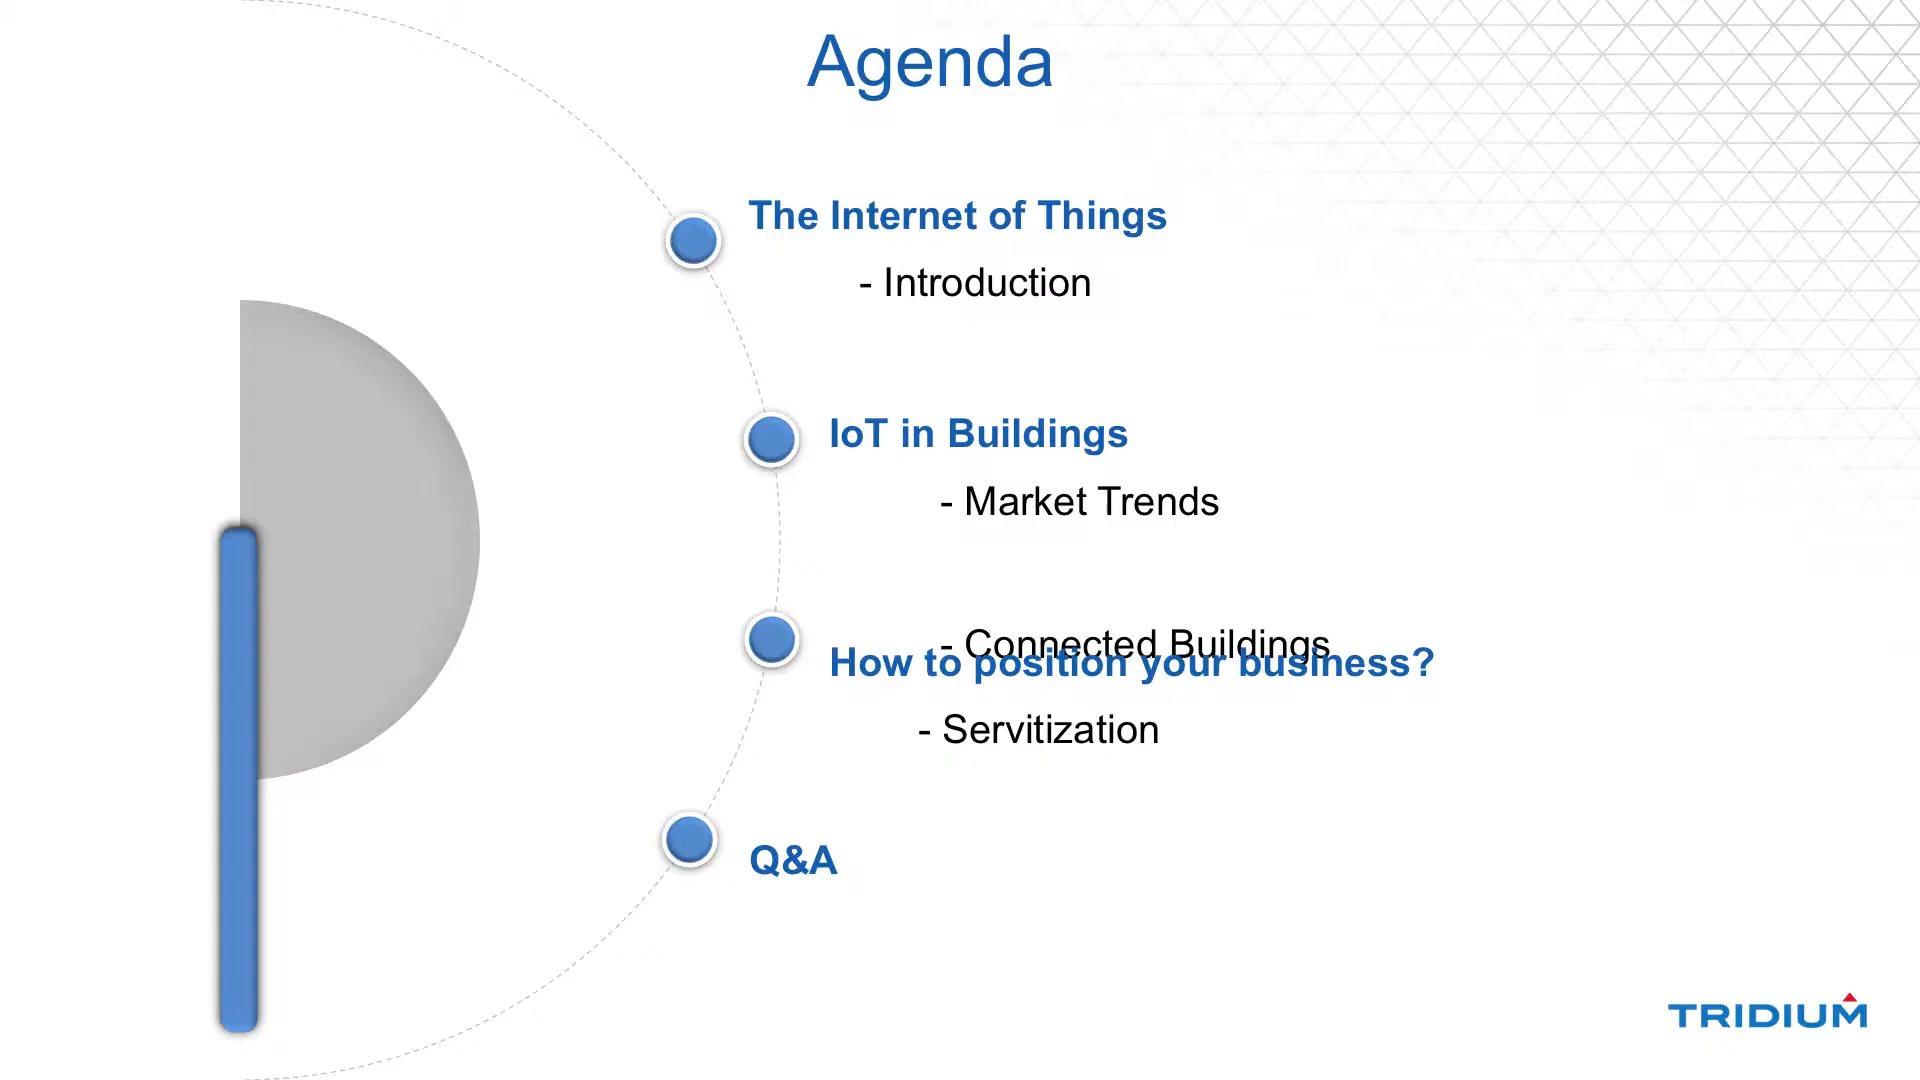 Agenda
The Internet of Things
- Introduction
IoT in Buildings
- Market Trends
- Connected Buildings
How to position your business?
- Servitization
Q&A
TRIDIUM